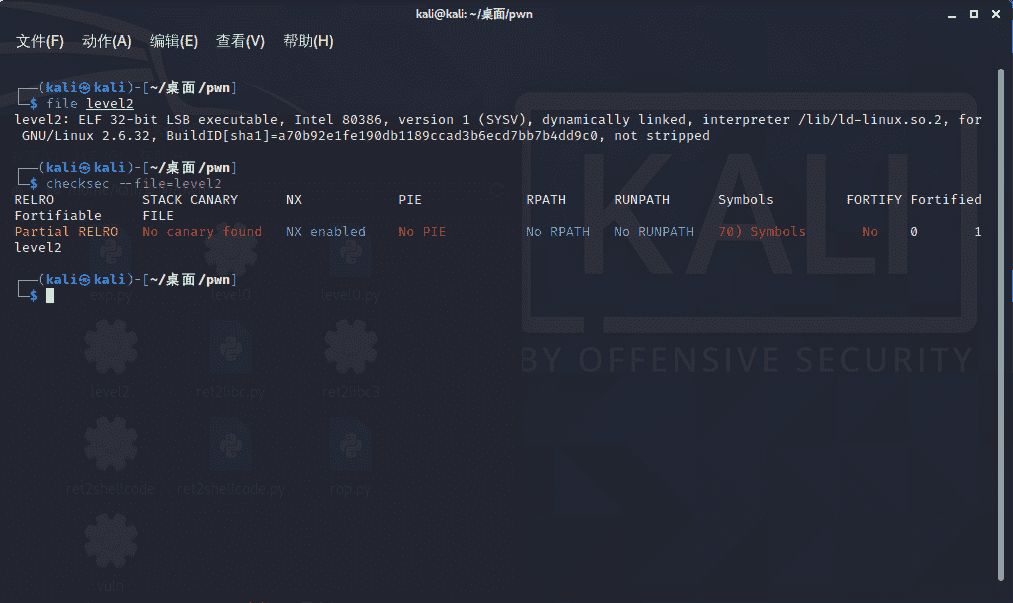 kali@kali: ~/桌面/pwn
文件(F) 动作(A) 编辑(E) 查看(V) 帮助(H)
┌──(kali㉿kali)-[~/桌面/pwn]
└─$ file level2
level2: ELF 32-bit LSB executable, Intel 80386, version 1 (SYSV), dynamically linked, interpreter /lib/ld-linux.so.2, for
GNU/Linux 2.6.32, BuildID[sha1]=a70b92e1fe190db1189ccad3b6ecd7bb7b4dd9c0, not stripped
┌──(kali㉿kali)-[~/桌面/pwn]
└─$ checksec --file=level2
RELRO STACK CANARY NX PIE RPATH RUNPATH Symbols FORTIFY Fortified
Fortifiable FILE
Partial RELRO No canary found NX enabled No PIE No RPATH No RUNPATH 70) Symbols No 0 1
level2
┌──(kali㉿kali)-[~/桌面/pwn]
└─$
exp.py level0 level0.py
KALI
BY OFFENSIVE SECURITY
level2 ret2libc.py ret2libc3
ret2shellcode ret2shellcode.py rop.py
vuln